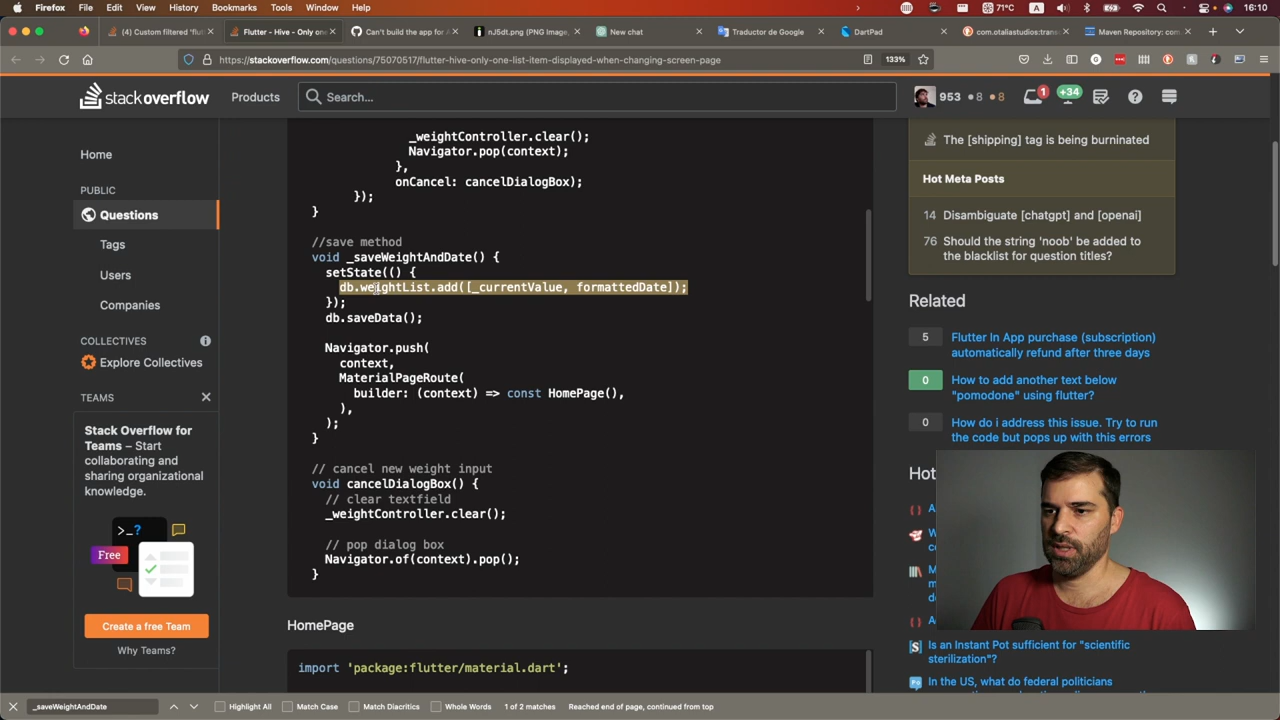 Firefox File Edit View History Bookmarks Tools Window Help 71°C A 16:10
(4) Custom filtered 'flut
Flutter - Hive - Only one
Can't build the app for A
nJ5dt.png (PNG Image,
New chat
Traductor de Google
DartPad
com.otaliastudios:trans
Maven Repository: com
https://stackoverflow.com/questions/75070517/flutter-hive-only-one-list-item-displayed-when-changing-screen-page 133%
stackoverflow Products Search... 953 8 8 1 +34
Home
PUBLIC
Questions
Tags
Users
Companies
COLLECTIVES
Explore Collectives
TEAMS
Stack Overflow for
Teams – Start
collaborating and
sharing organizational
knowledge.
>_?
Free
Create a free Team
Why Teams?
_weightController.clear();
Navigator.pop(context);
},
onCancel: cancelDialogBox);
});
}
//save method
void _saveWeightAndDate() {
setState(() {
db.weightList.add([_currentValue, formattedDate]);
});
db.saveData();
Navigator.push(
context,
MaterialPageRoute(
builder: (context) => const HomePage(),
),
);
}
// cancel new weight input
void cancelDialogBox() {
// clear textfield
_weightController.clear();
// pop dialog box
Navigator.of(context).pop();
}
HomePage
import 'package:flutter/material.dart';
The [shipping] tag is being burninated
Hot Meta Posts
14 Disambiguate [chatgpt] and [openai]
76 Should the string 'noob' be added to
the blacklist for question titles?
Related
5 Flutter In App purchase (subscription)
automatically refund after three days
0 How to add another text below
"pomodone" using flutter?
0 How do i address this issue. Try to run
the code but pops up with this errors
Is an Instant Pot sufficient for "scientific
sterilization"?
In the US, what do federal politicians
_saveWeightAndDate Highlight All Match Case Match Diacritics Whole Words 1 of 2 matches Reached end of page, continued from top